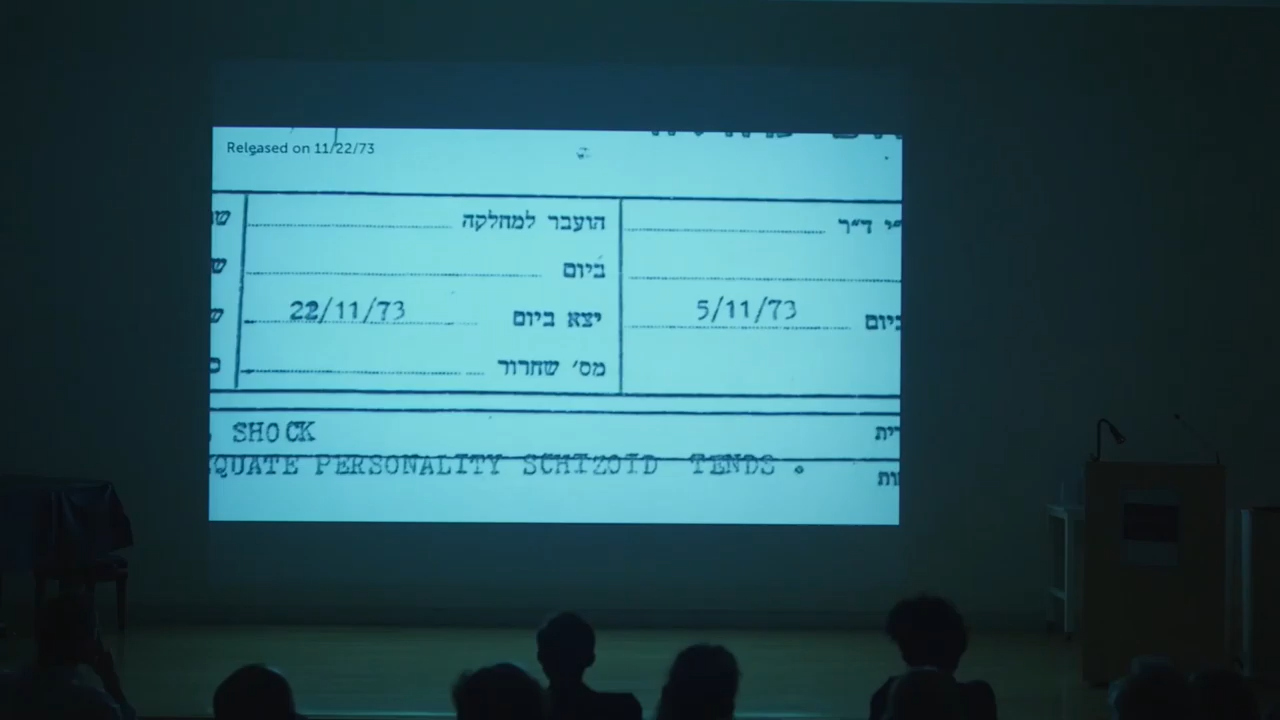 Released on 11/22/73
הועבר למחלקה
ביום
יצא ביום 22/11/73
מס׳ שחרור
ד״ר
ביום 5/11/73
SHOCK
PERSONALITY SCHIZOID TENDS .